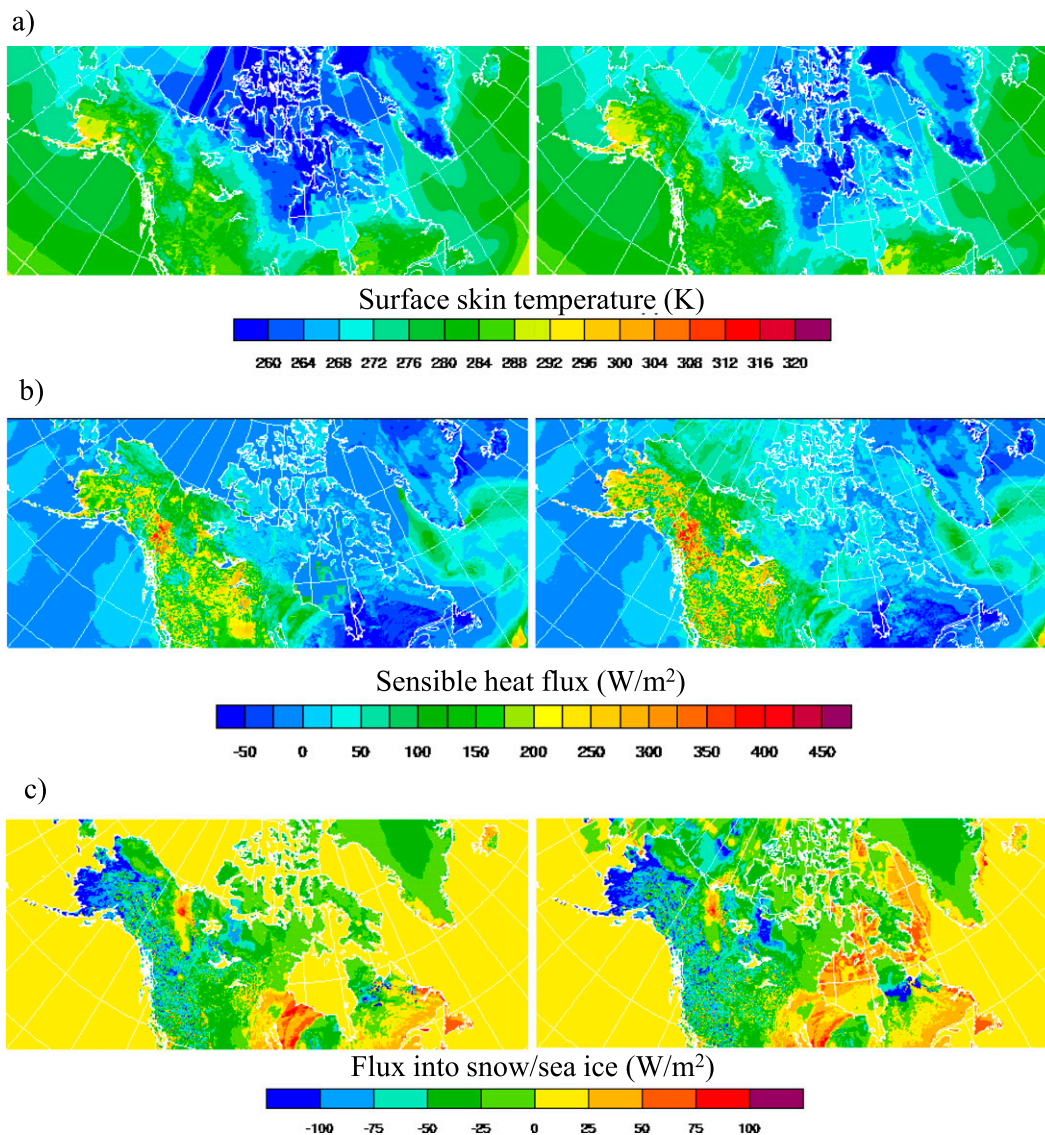 a)
Surface skin temperature (K)
260 264 268 272 276 280 284 288 292 296 300 304 308 312 316 320
b)
Sensible heat flux (W/m²)
-50 0 50 100 150 200 250 300 350 400 450
c)
Flux into snow/sea ice (W/m²)
-100 -75 -50 -25 0 25 50 75 100